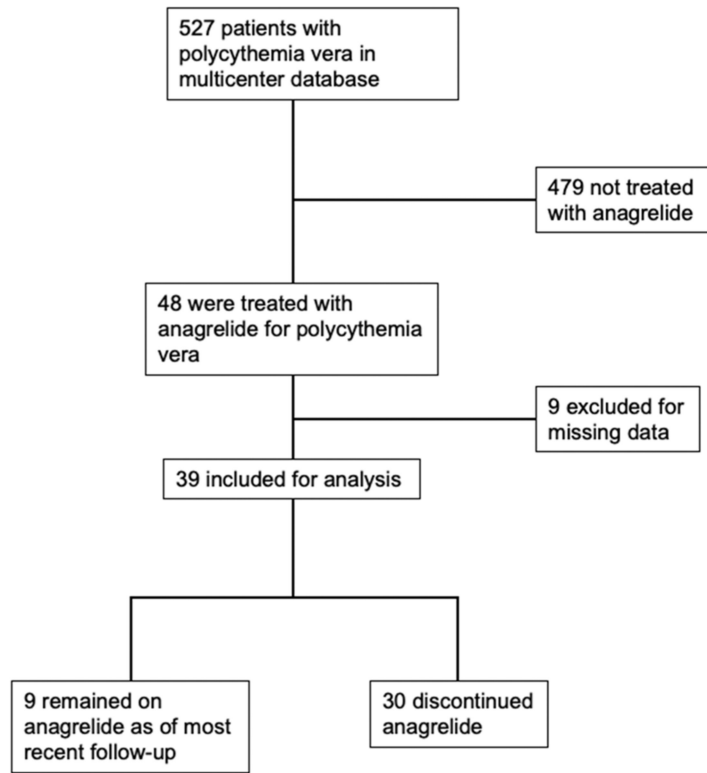 527 patients with
polycythemia vera in
multicenter database
479 not treated
with anagrelide
48 were treated with
anagrelide for polycythemia
vera
9 excluded for
missing data
39 included for analysis
9 remained on
anagrelide as of most
recent follow-up
30 discontinued
anagrelide